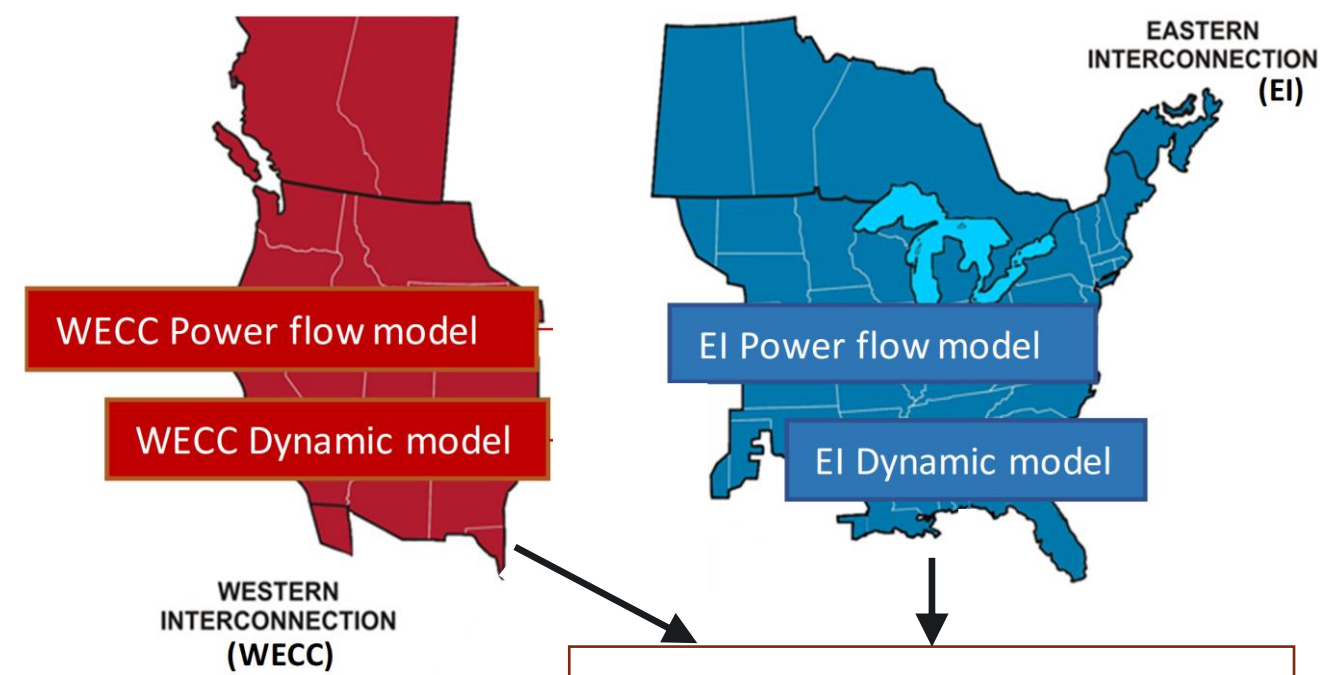 EASTERN
INTERCONNECTION
(EI)
WECC Power flow model
EI Power flow model
WECC Dynamic model
EI Dynamic model
WESTERN
INTERCONNECTION
(WECC)